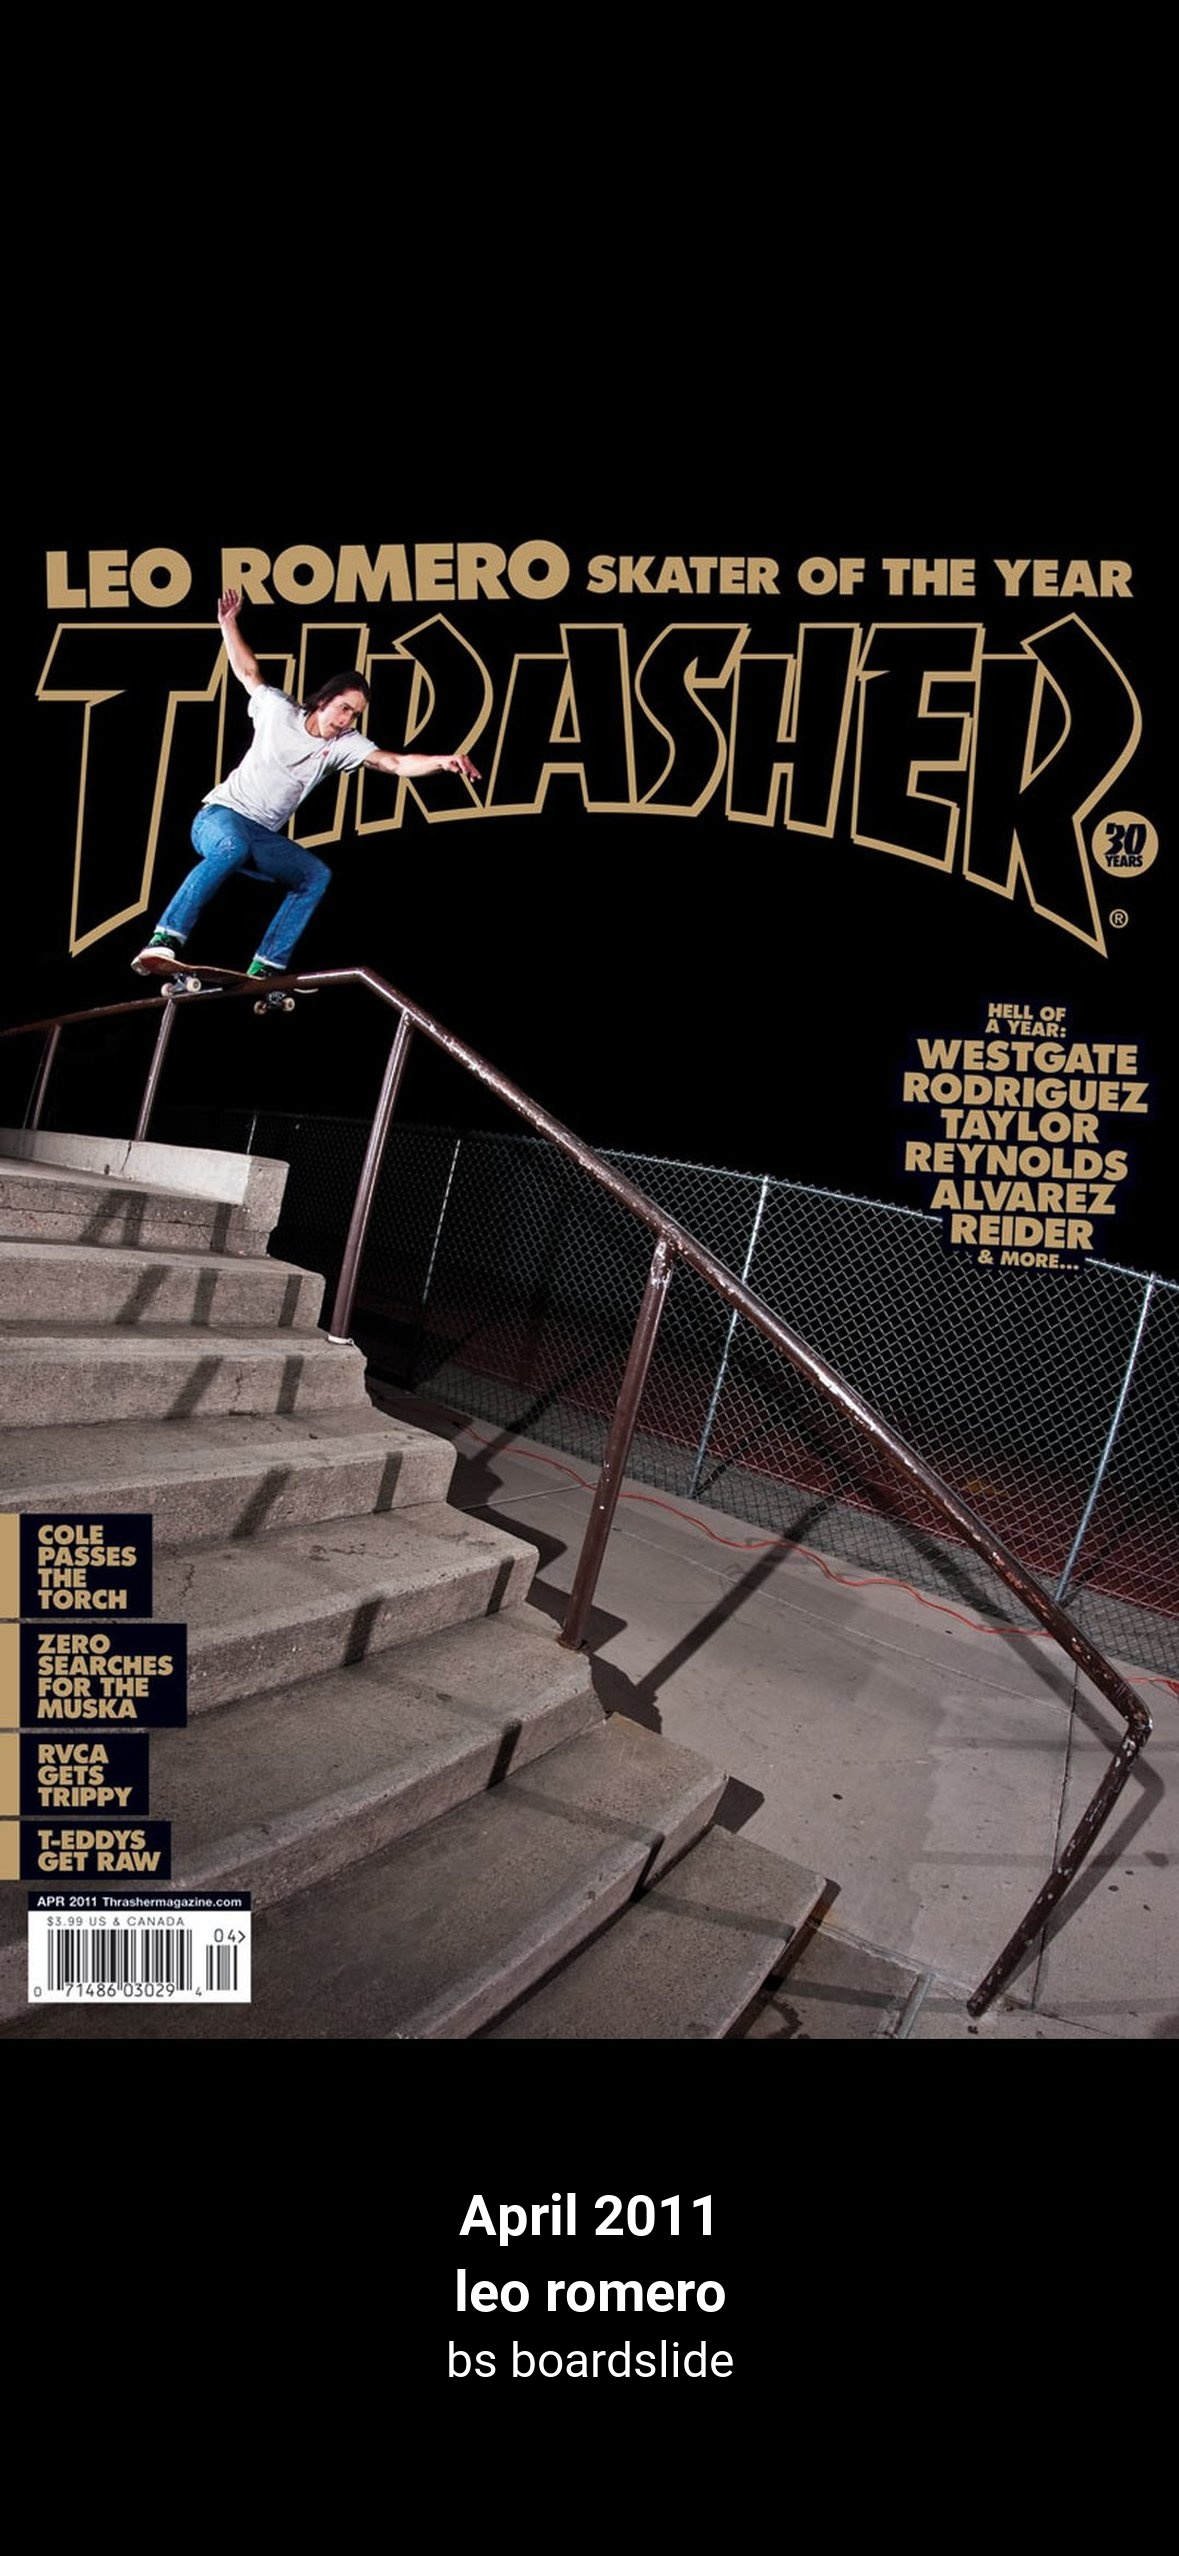 LEO ROMERO SKATER OF THE YEAR
THRASHER
30
YEARS
®
HELL OF
A YEAR:
WESTGATE
RODRIGUEZ
TAYLOR
REYNOLDS
ALVAREZ
REIDER
& MORE...
COLE
PASSES
THE
TORCH
ZERO
SEARCHES
FOR THE
MUSKA
RVCA
GETS
TRIPPY
T-EDDYS
GET RAW
APR 2011 Thrashermagazine.com
$3.99 US & CANADA
04>
0 71486 03029 4
April 2011
leo romero
bs boardslide